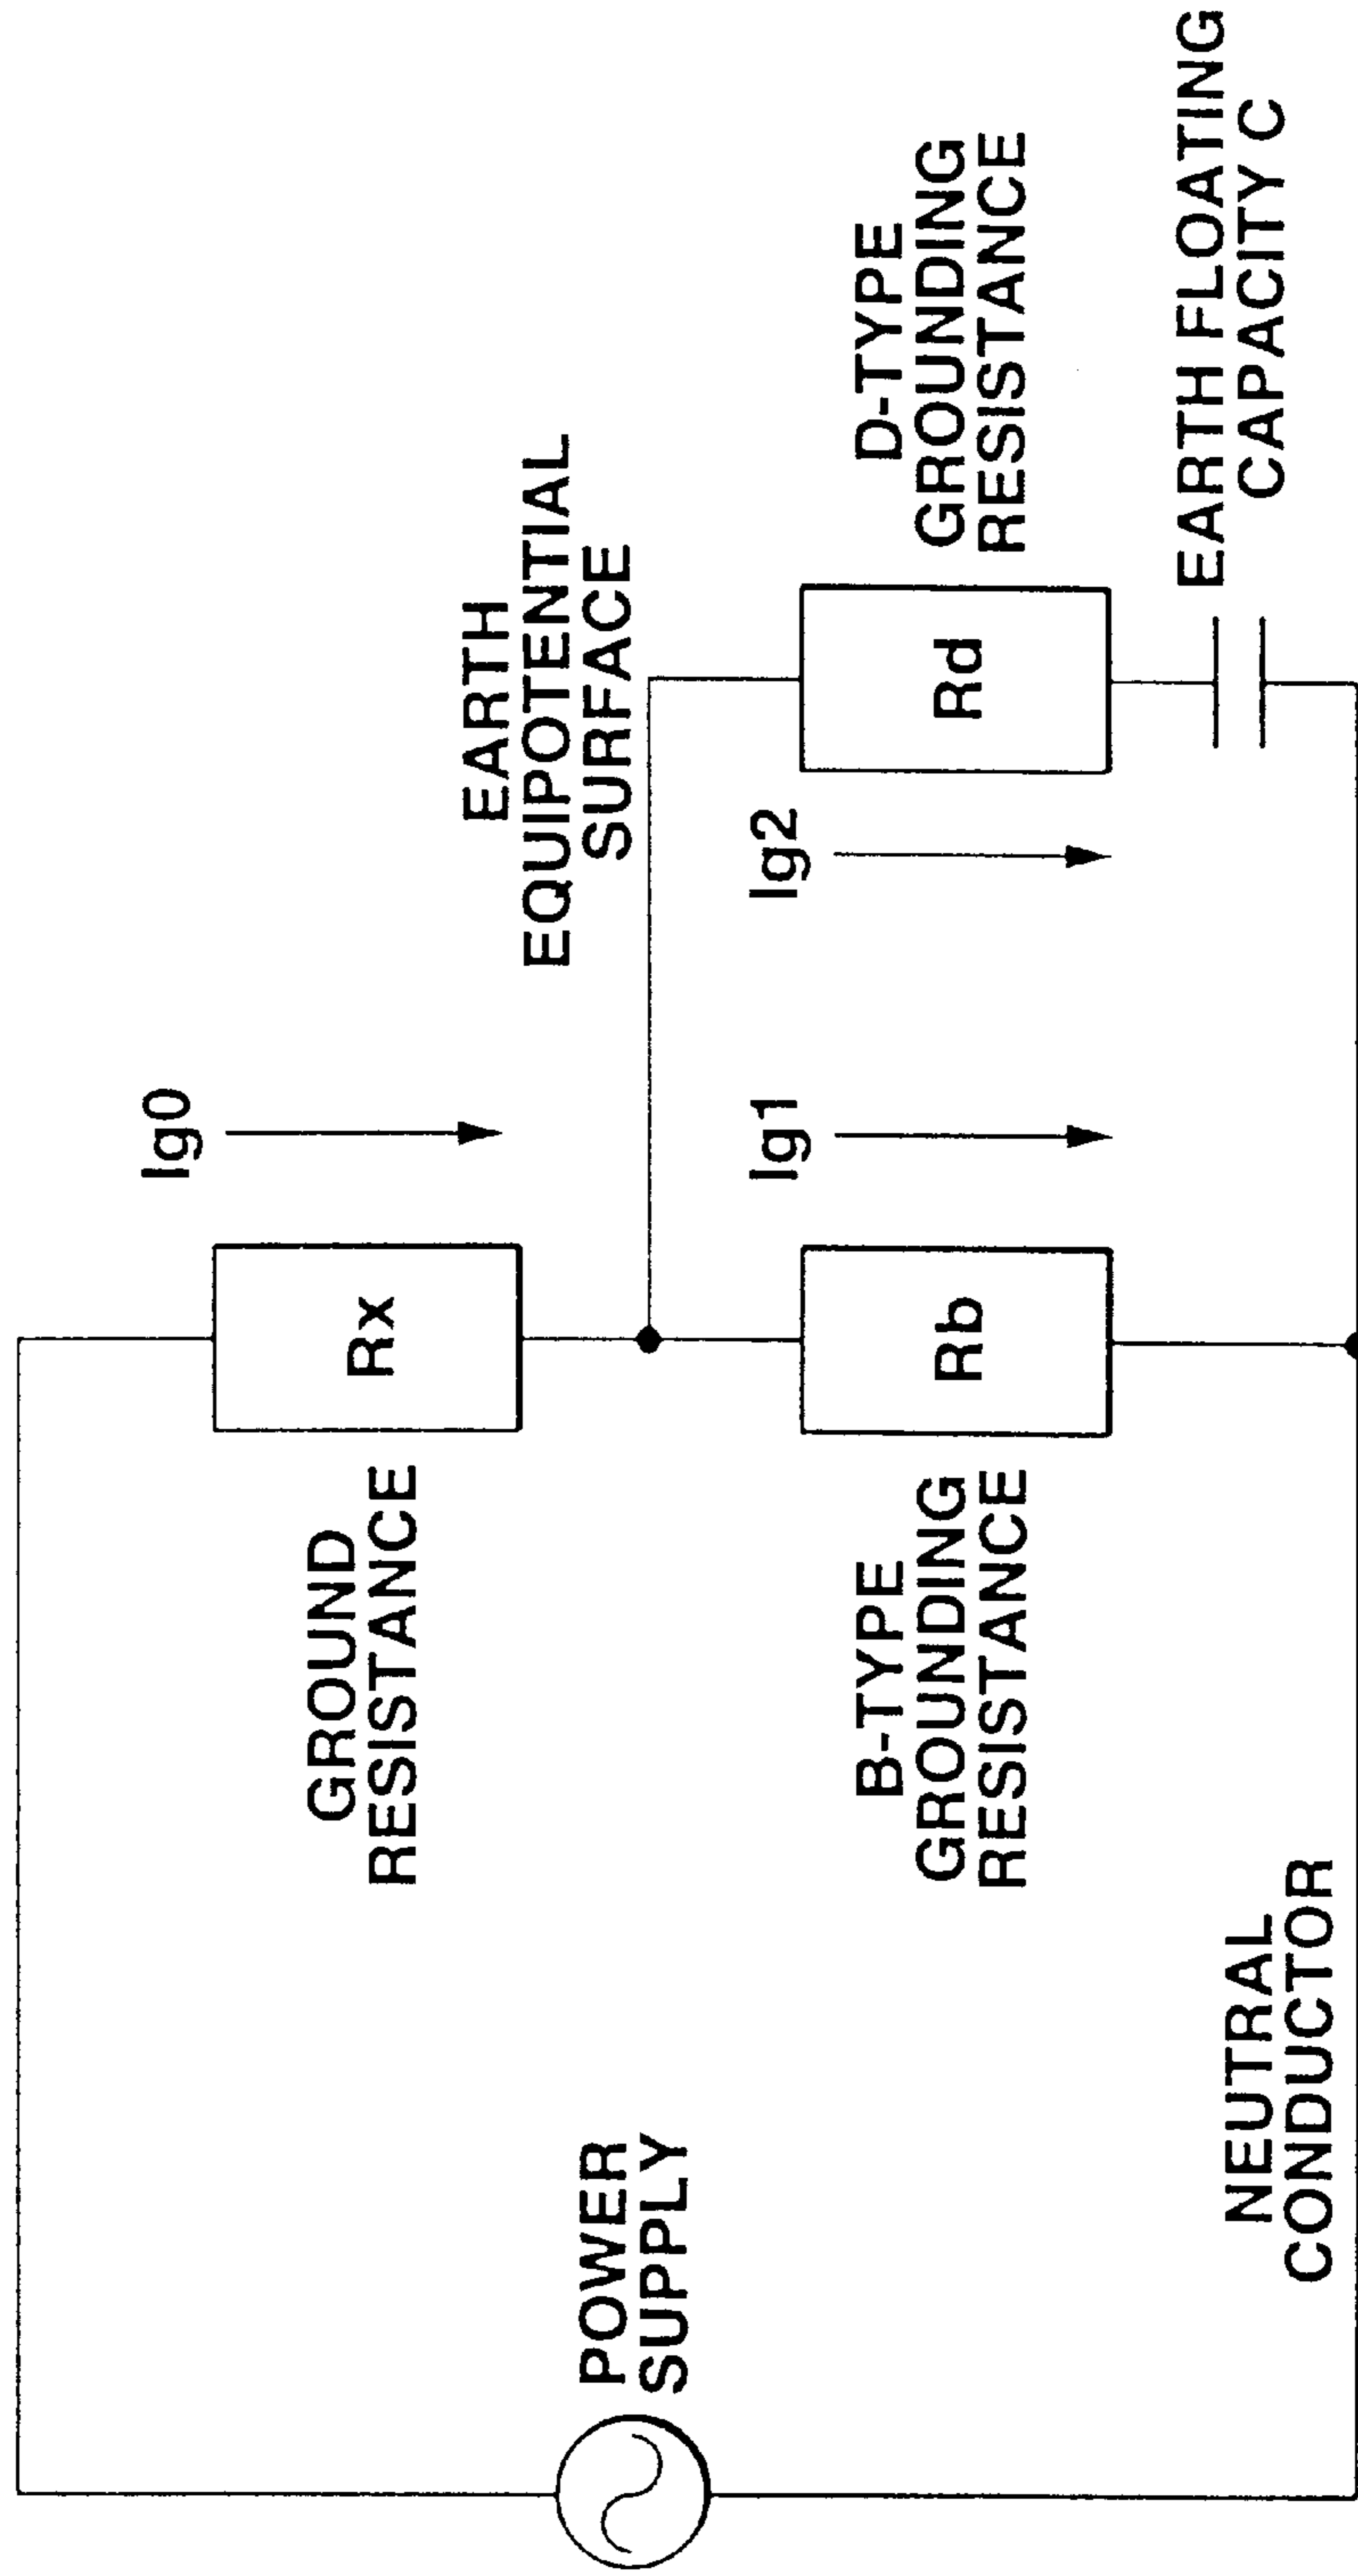 POWER
SUPPLY
NEUTRAL
CONDUCTOR
GROUND
RESISTANCE
Rx
Ig0
B-TYPE
GROUNDING
RESISTANCE
Rb
Ig1
EARTH
EQUIPOTENTIAL
SURFACE
Ig2
Rd
D-TYPE
GROUNDING
RESISTANCE
EARTH FLOATING
CAPACITY C